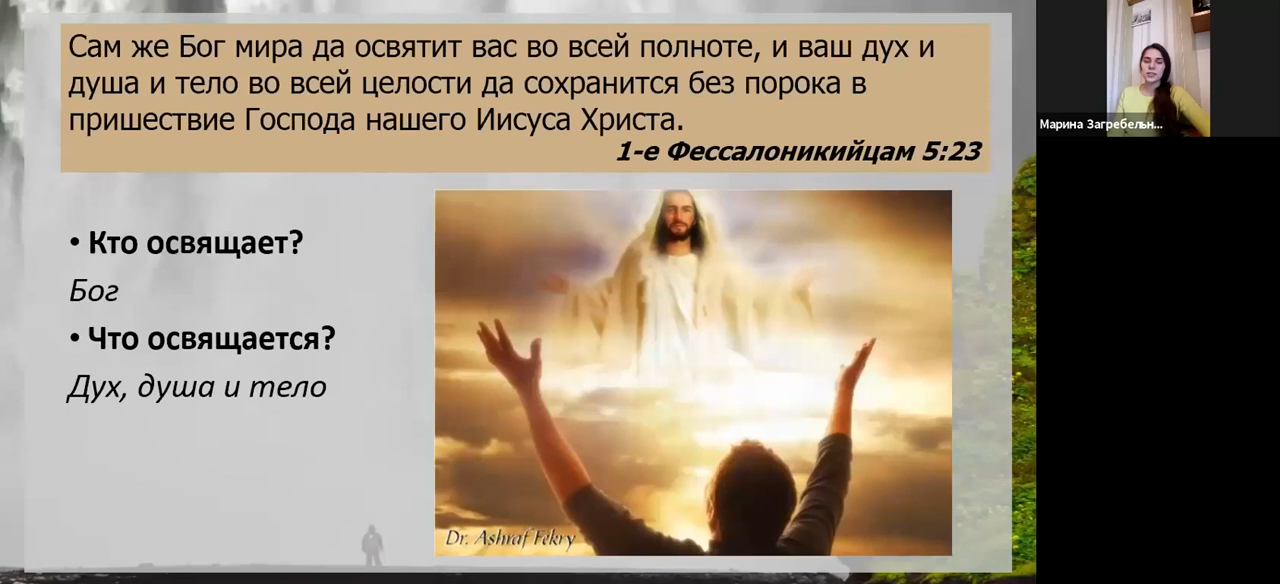 Сам же Бог мира да освятит вас во всей полноте, и ваш дух и
душа и тело во всей целости да сохранится без порока в
пришествие Господа нашего Иисуса Христа.
1-е Фессалоникийцам 5:23
• Кто освящает?
Бог
• Что освящается?
Дух, душа и тело
Dr. Ashraf Fekry
Марина Загребельн...